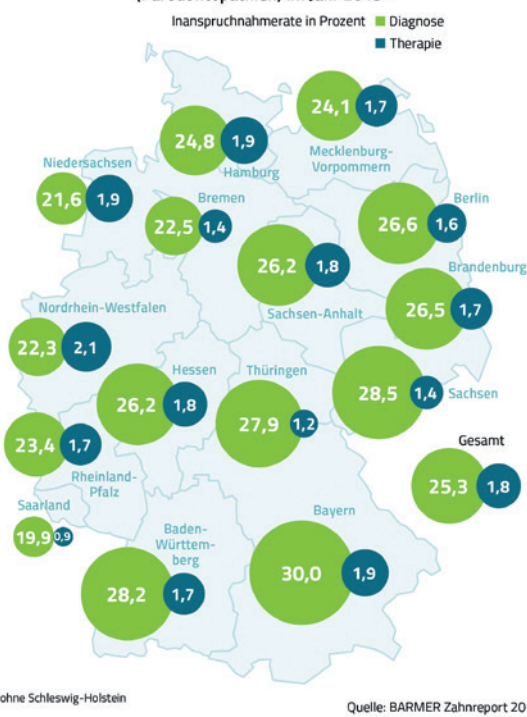 Inanspruchnahmerate in Prozent
Diagnose
Therapie
24,1 1,7
Mecklenburg-
Vorpommern
24,8 1,9
Hamburg
Niedersachsen
21,6 1,9
Bremen
22,5 1,4
Berlin
26,6 1,6
26,2 1,8
Sachsen-Anhalt
Brandenburg
26,5 1,7
Nordrhein-Westfalen
22,3 2,1
Hessen
26,2 1,8
Thüringen
27,9 1,2
28,5 1,4 Sachsen
23,4 1,7
Rheinland-
Pfalz
Gesamt
25,3 1,8
Saarland
19,9 0,9
Baden-
Württem-
berg
28,2 1,7
Bayern
30,0 1,9
ohne Schleswig-Holstein
Quelle: BARMER Zahnreport 20